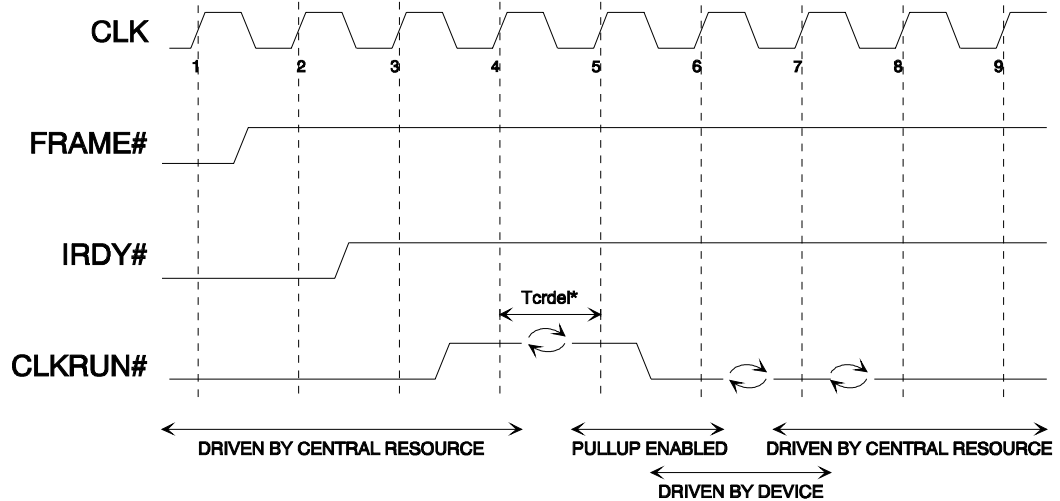 CLK
1 2 3 4 5 6 7 8 9
FRAME#
IRDY#
Tcrdel*
CLKRUN#
DRIVEN BY CENTRAL RESOURCE PULLUP ENABLED DRIVEN BY CENTRAL RESOURCE
DRIVEN BY DEVICE